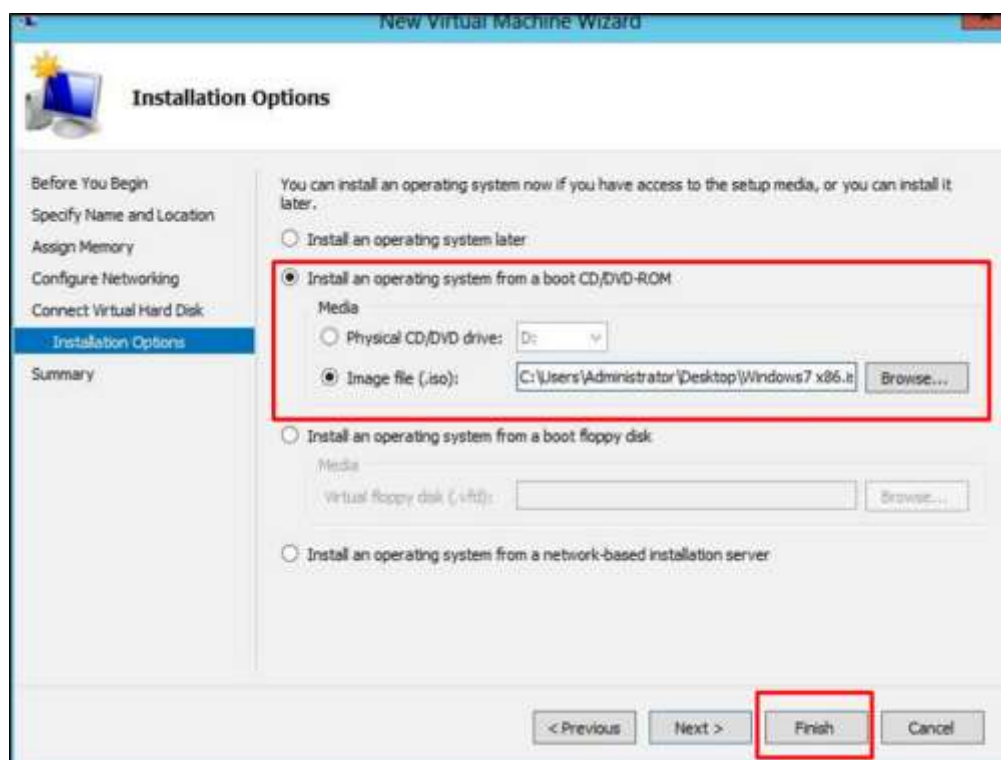 New Virtual Machine Wizard
Installation Options
Before You Begin
Specify Name and Location
Assign Memory
Configure Networking
Connect Virtual Hard Disk
Installation Options
Summary
You can install an operating system now if you have access to the setup media, or you can install it
later.
Install an operating system later
Install an operating system from a boot CD/DVD-ROM
Media
Physical CD/DVD drive:
D:
Image file (.iso):
C:\Users\Administrator\Desktop\Windows7 x86.is
Browse...
Install an operating system from a boot floppy disk
Media
Virtual floppy disk (.vfd):
Browse...
Install an operating system from a network-based installation server
< Previous
Next >
Finish
Cancel